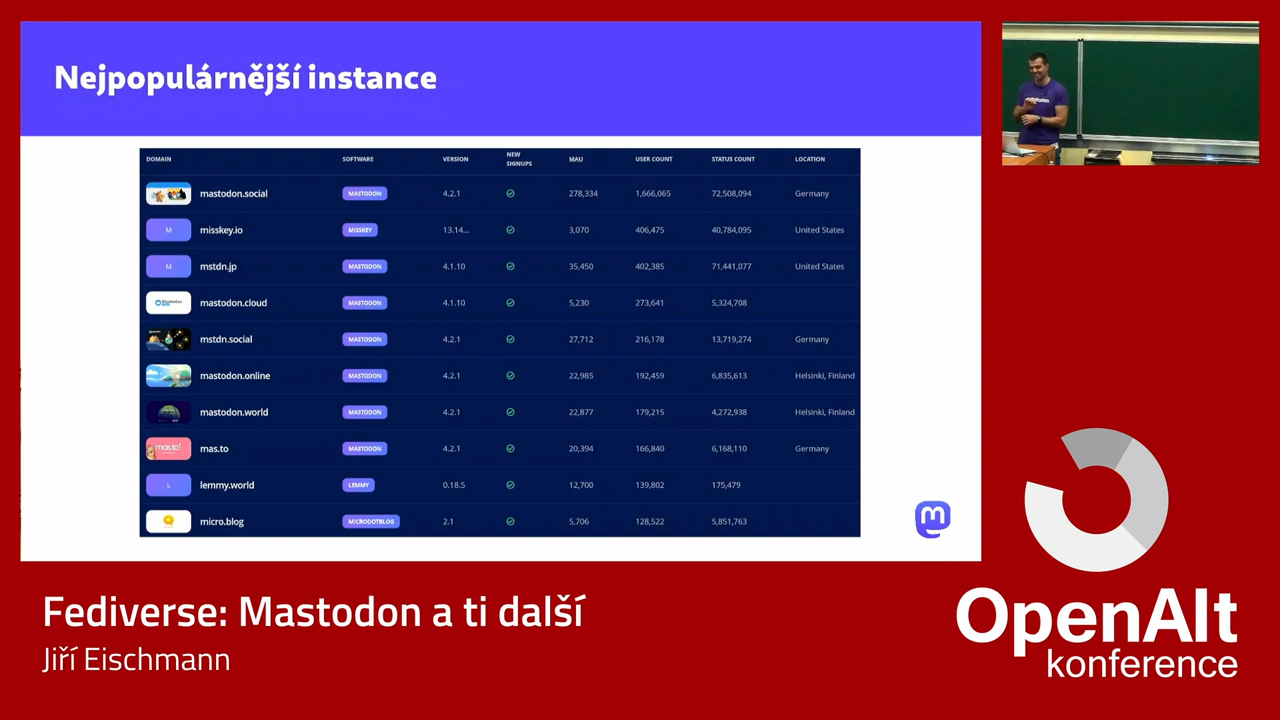 Nejpopulárnější instance
DOMAIN SOFTWARE VERSION NEW SIGNUPS MAU USER COUNT STATUS COUNT LOCATION
mastodon.social MASTODON 4.2.1 278,334 1,666,065 72,508,094 Germany
M misskey.io MISSKEY 13.14... 3,070 406,475 40,784,095 United States
M mstdn.jp MASTODON 4.1.10 35,450 402,385 71,441,077 United States
mastodon.cloud MASTODON 4.1.10 5,230 273,641 5,324,708
mstdn.social MASTODON 4.2.1 27,712 216,178 13,719,274 Germany
mastodon.online MASTODON 4.2.1 22,985 192,459 6,835,613 Helsinki, Finland
mastodon.world MASTODON 4.2.1 22,877 179,215 4,272,938 Helsinki, Finland
mas.to! mas.to MASTODON 4.2.1 20,394 166,840 6,168,110 Germany
L lemmy.world LEMMY 0.18.5 12,700 139,802 175,479
micro.blog MICRODOTBLOG 2.1 5,706 128,522 5,851,763
Fediverse: Mastodon a ti další
Jiří Eischmann
OpenAlt
konference